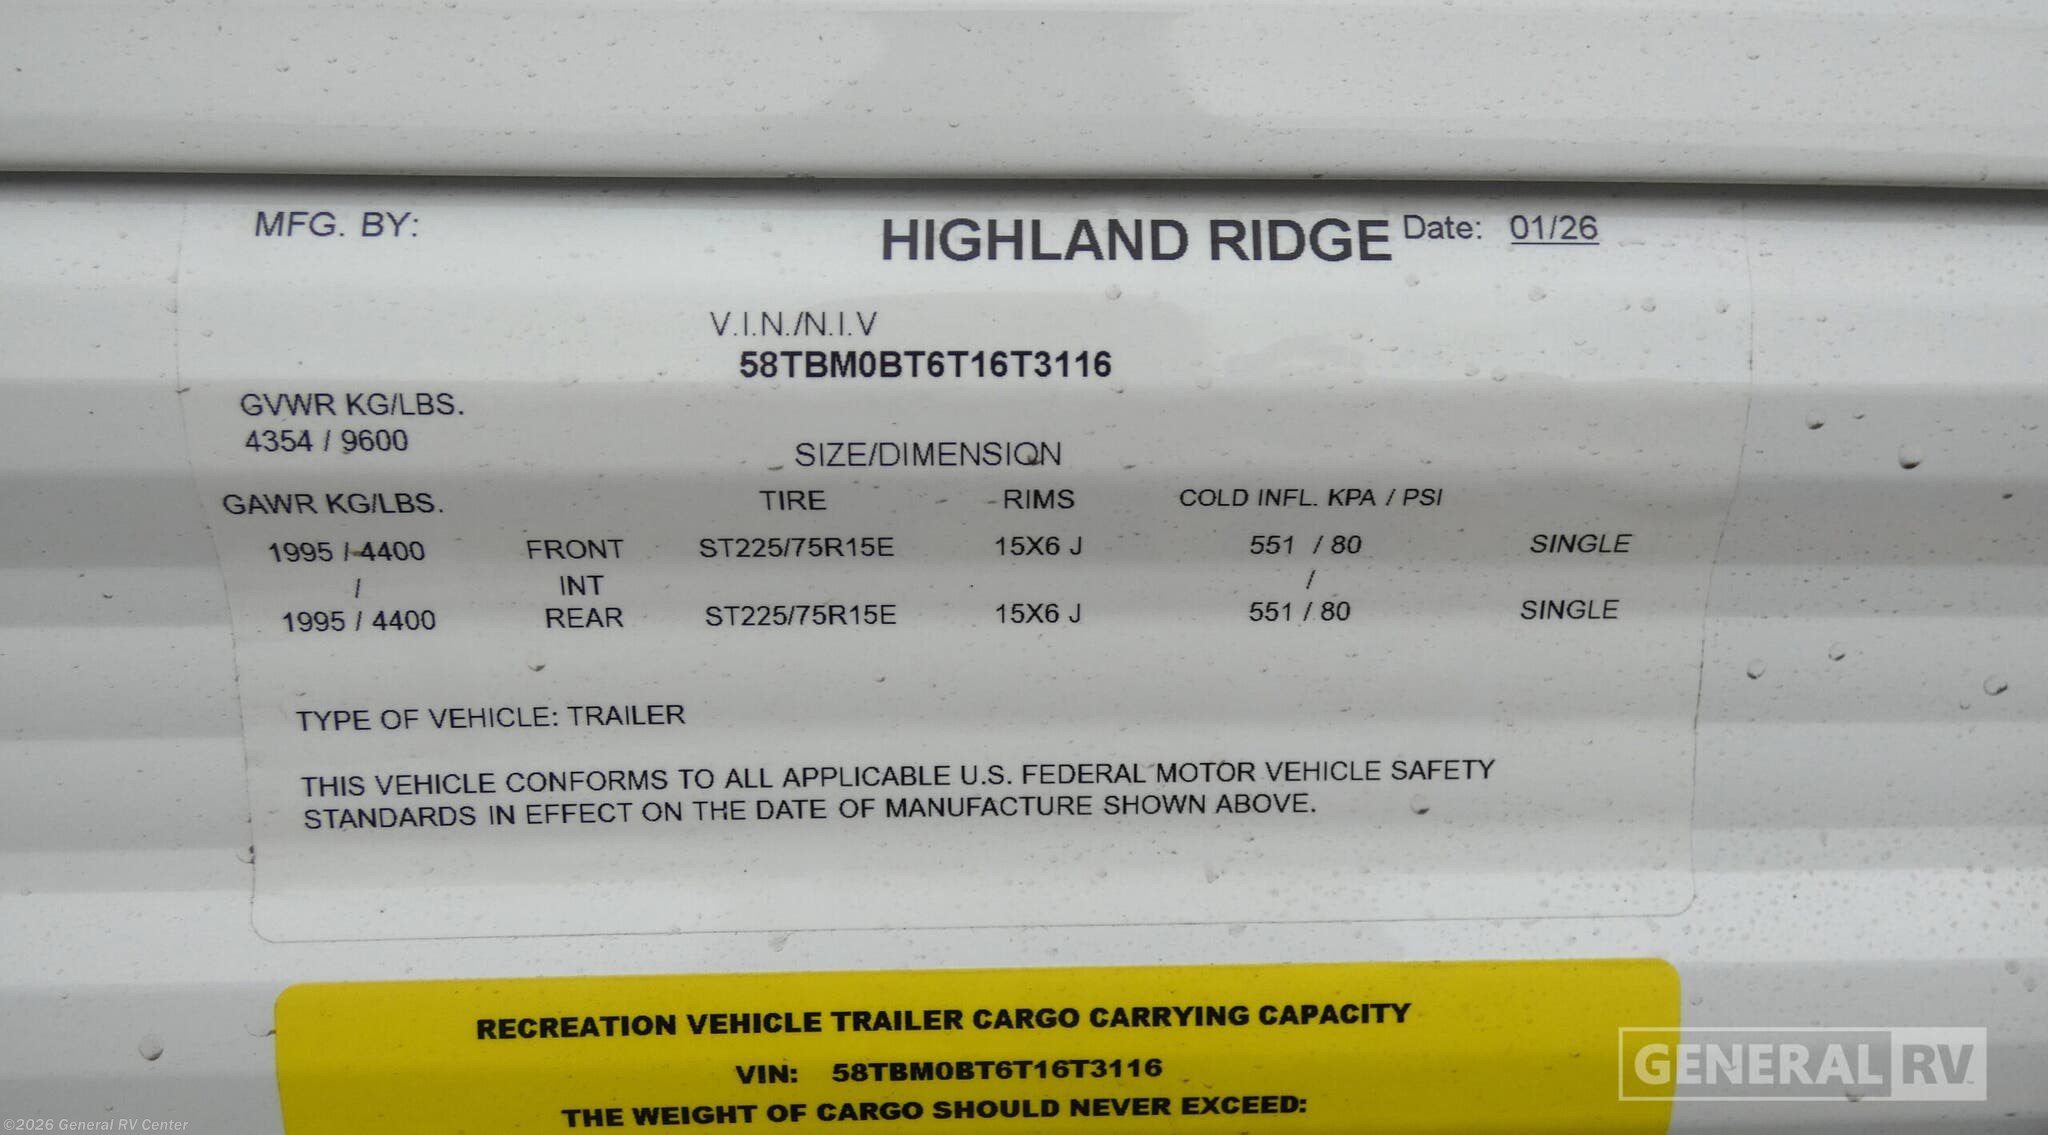 MFG. BY: HIGHLAND RIDGE Date: 01/26
V.I.N./N.I.V
58TBM0BT6T16T3116
GVWR KG/LBS.
4354 / 9600
SIZE/DIMENSION
GAWR KG/LBS. TIRE RIMS COLD INFL. KPA / PSI
1995 / 4400 FRONT ST225/75R15E 15X6 J 551 / 80 SINGLE
/ INT /
1995 / 4400 REAR ST225/75R15E 15X6 J 551 / 80 SINGLE
TYPE OF VEHICLE: TRAILER
THIS VEHICLE CONFORMS TO ALL APPLICABLE U.S. FEDERAL MOTOR VEHICLE SAFETY
STANDARDS IN EFFECT ON THE DATE OF MANUFACTURE SHOWN ABOVE.
RECREATION VEHICLE TRAILER CARGO CARRYING CAPACITY
VIN: 58TBM0BT6T16T3116
THE WEIGHT OF CARGO SHOULD NEVER EXCEED:
GENERAL RV
©2026 General RV Center